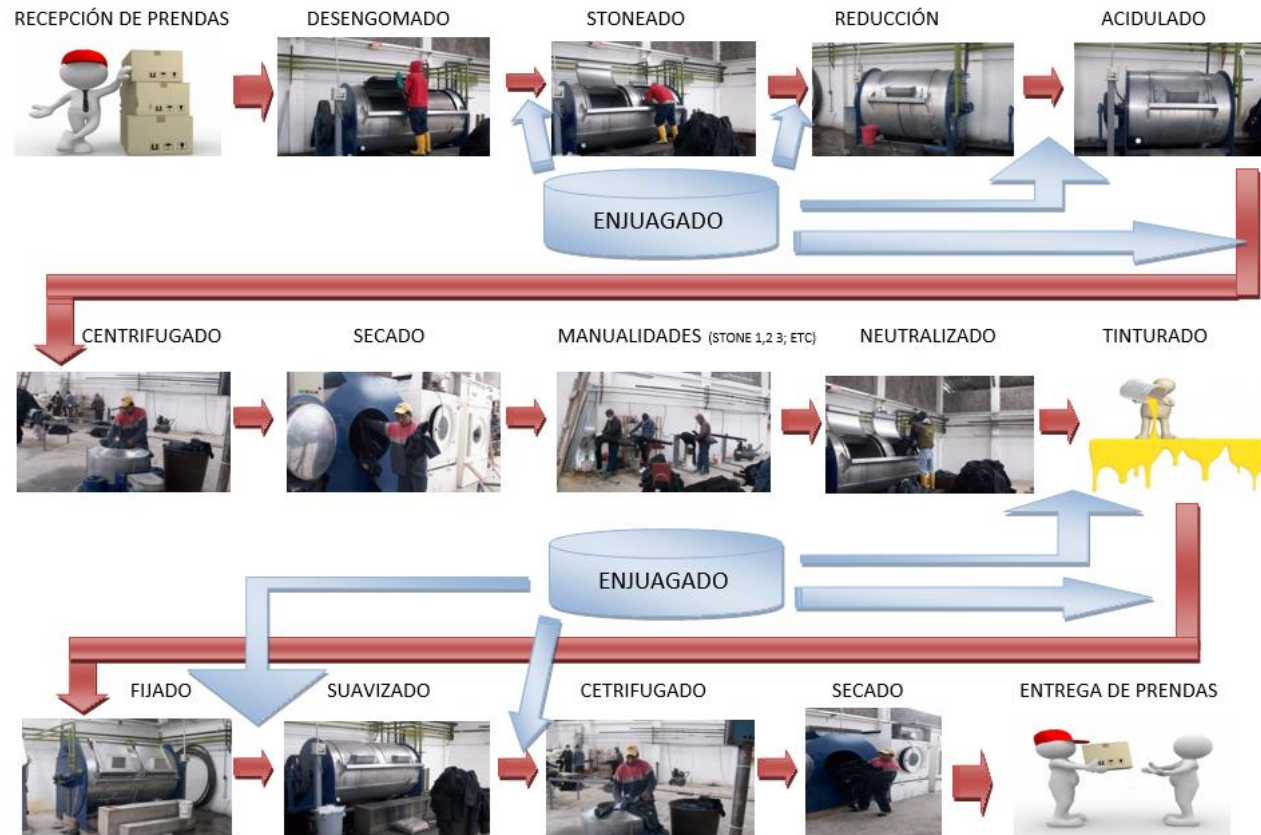 RECEPCIÓN DE PRENDAS
DESENGOMADO
STONEADO
REDUCCIÓN
ACIDULADO
ENJUAGADO
CENTRIFUGADO
SECADO
MANUALIDADES (STONE 1,2 3; ETC)
NEUTRALIZADO
TINTURADO
ENJUAGADO
FIJADO
SUAVIZADO
CETRIFUGADO
SECADO
ENTREGA DE PRENDAS